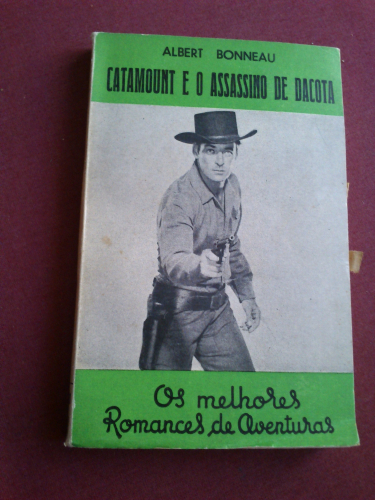 ALBERT BONNEAU
CATAMOUNT E O ASSASSINO DE DACOTA
Os melhores
Romances de Aventuras